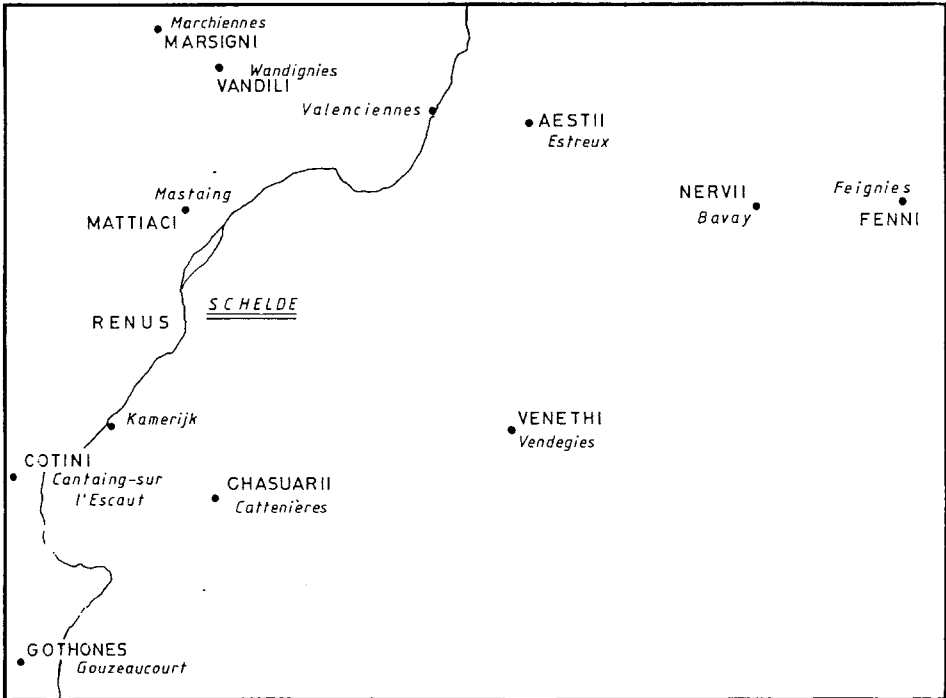 Marchiennes
MARSIGNI
Wandignies
VANDILI
Valenciennes
AESTII
Estreux
Mastaing
MATTIACI
NERVII
Bavay
Feignies
FENNI
SCHELDE
RENUS
Kamerijk
VENETHI
Vendegies
COTINI
Cantaing-sur
l'Escaut
CHASUARII
Cattenières
GOTHONES
Gouzeaucourt